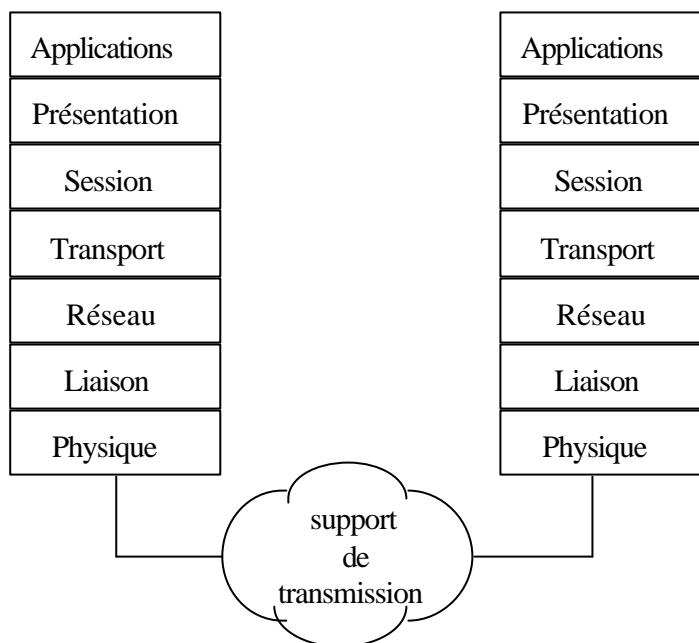 Applications
Présentation
Session
Transport
Réseau
Liaison
Physique
Applications
Présentation
Session
Transport
Réseau
Liaison
Physique
support
de
transmission